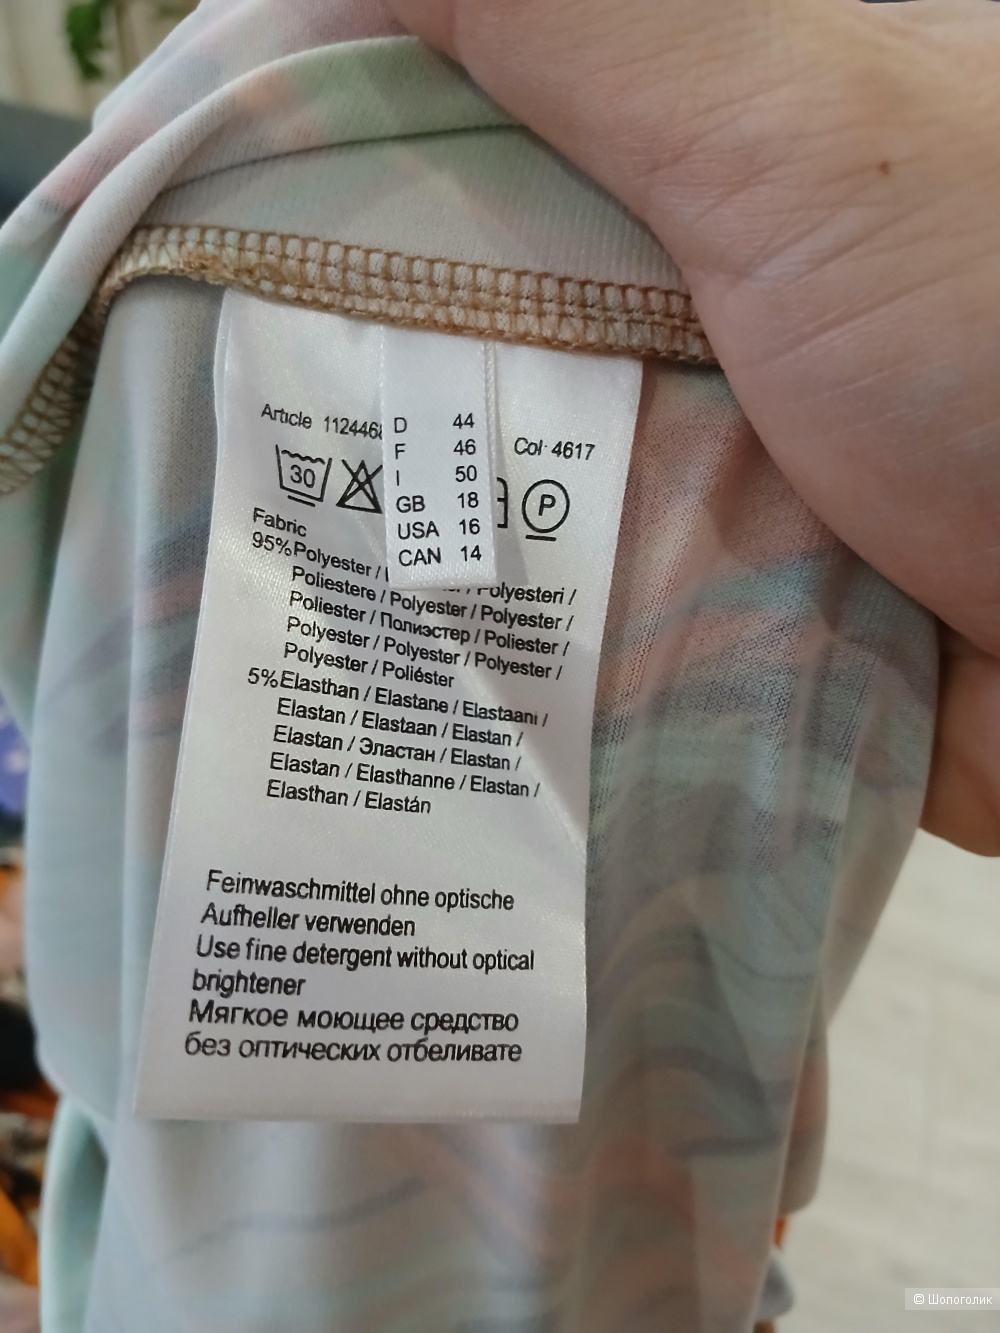 Article 112446
Col 4617
D 44
F 46
I 50
GB 18
USA 16
CAN 14
30
P
Fabric
95% Polyester / Polyesteri /
Poliestere / Polyester / Polyester /
Poliester / Полиэстер / Poliester /
Polyester / Polyester / Polyester /
Polyester / Poliéster
5% Elasthan / Elastane / Elastaani /
Elastan / Elastaan / Elastan /
Elastan / Эластан / Elastan /
Elastan / Elasthanne / Elastan /
Elasthan / Elastán
Feinwaschmittel ohne optische
Aufheller verwenden
Use fine detergent without optical
brightener
Мягкое моющее средство
без оптических отбеливате
© Шопоголик